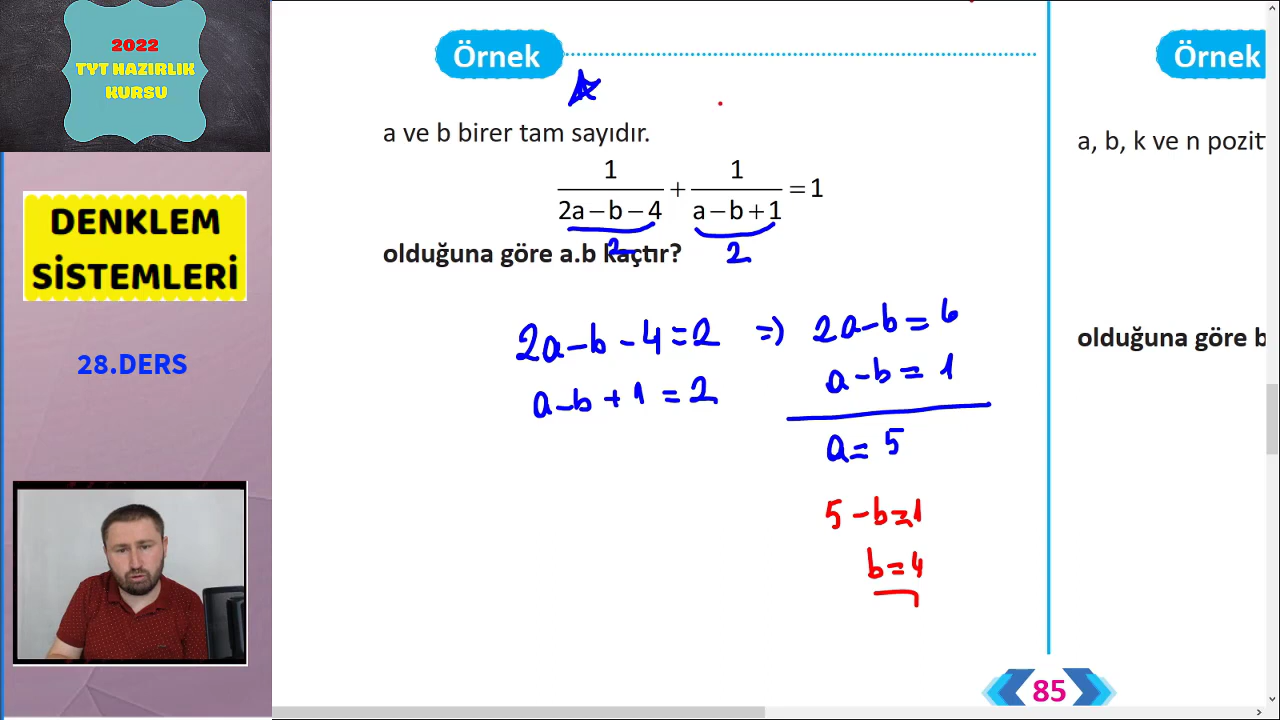 2022
TYT HAZIRLIK
KURSU
DENKLEM
SİSTEMLERİ
28.DERS
Örnek
a ve b birer tam sayıdır.
1/(2a−b−4) + 1/(a−b+1) = 1
2 2
olduğuna göre a.b kaçtır?
2a-b-4=2 => 2a-b=6
a-b+1=2 a-b=1
a=5
5-b=1
b=4
85
Örnek
a, b, k ve n pozit
olduğuna göre b